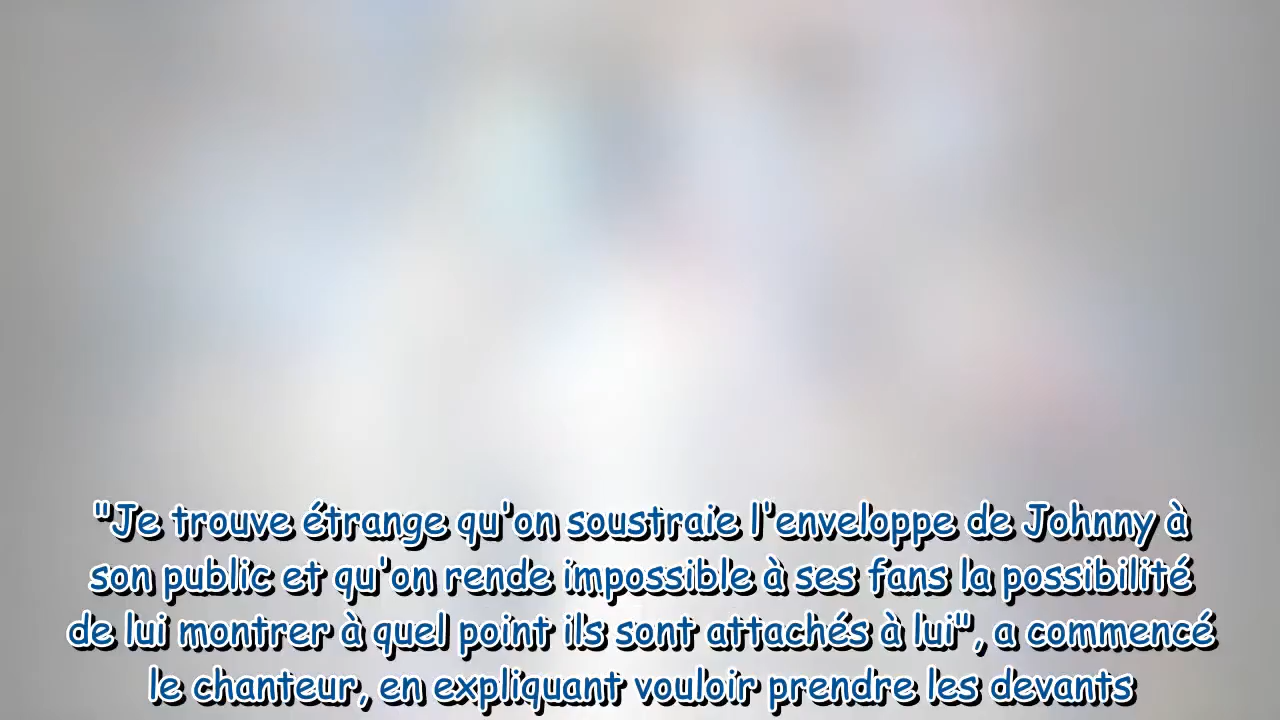 "Je trouve étrange qu'on soustraie l'enveloppe de Johnny à
son public et qu'on rende impossible à ses fans la possibilité
de lui montrer à quel point ils sont attachés à lui", a commencé
le chanteur, en expliquant vouloir prendre les devants